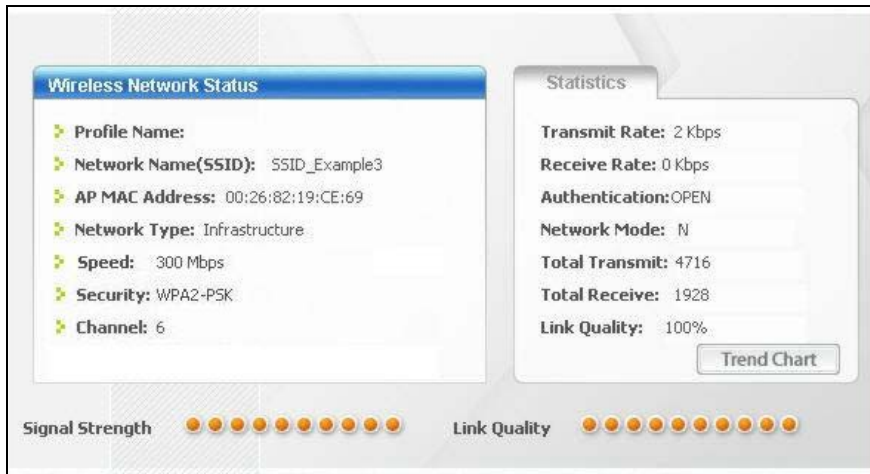 Wireless Network Status
Profile Name:
Network Name(SSID): SSID_Example3
AP MAC Address: 00:26:82:19:CE:69
Network Type: Infrastructure
Speed: 300 Mbps
Security: WPA2-PSK
Channel: 6
Statistics
Transmit Rate: 2 Kbps
Receive Rate: 0 Kbps
Authentication:OPEN
Network Mode: N
Total Transmit: 4716
Total Receive: 1928
Link Quality: 100%
Trend Chart
Signal Strength
Link Quality